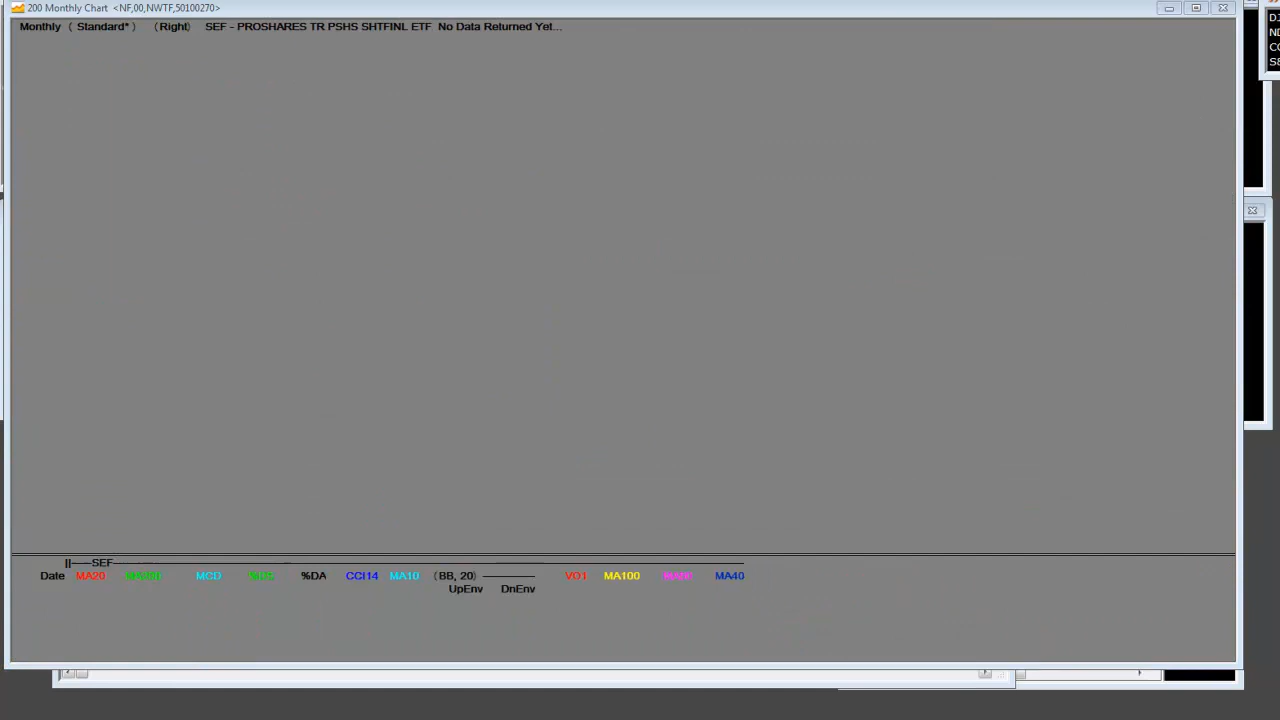 200 Monthly Chart <NF,00,NWTF,50100270>
Monthly ( Standard* ) (Right) SEF - PROSHARES TR PSHS SHTFINL ETF No Data Returned Yet...
||----SEF
Date MA20 MCD %DA CCI14 MA10 (BB, 20) VO1 MA100 MA40
UpEnv DnEnv